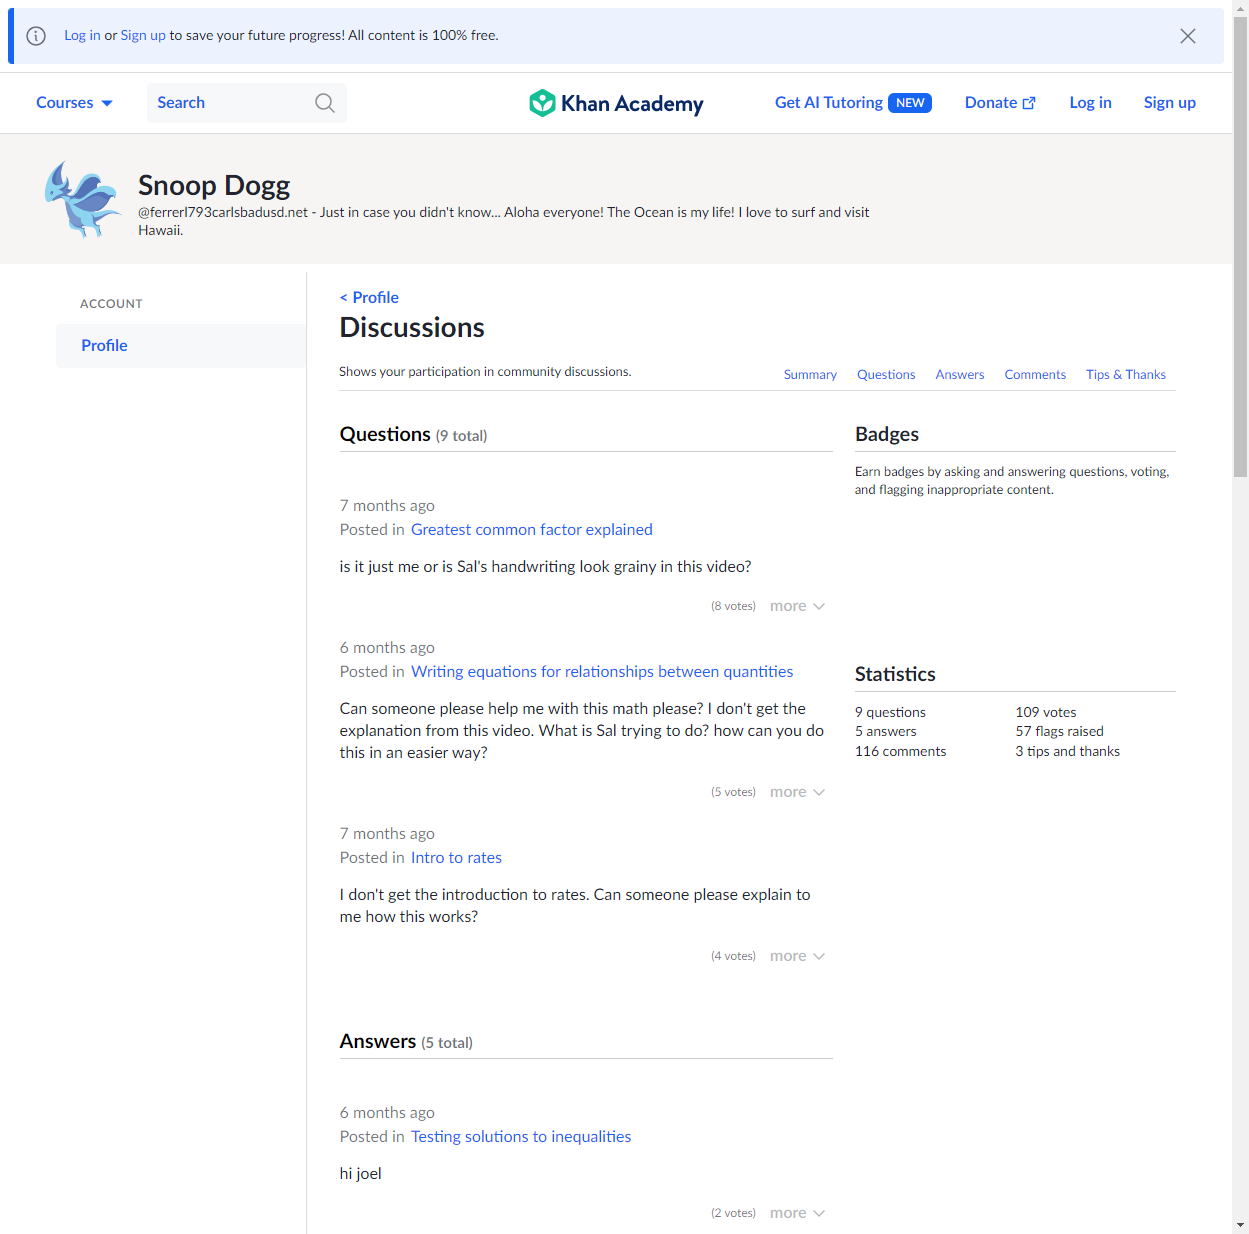 Log in or Sign up to save your future progress! All content is 100% free.
Courses
Search
Khan Academy
Get AI Tutoring NEW
Donate
Log in
Sign up
Snoop Dogg
@ferrerl793carlsbadusd.net - Just in case you didn't know... Aloha everyone! The Ocean is my life! I love to surf and visit
Hawaii.
ACCOUNT
Profile
< Profile
Discussions
Shows your participation in community discussions.
Summary
Questions
Answers
Comments
Tips & Thanks
Questions (9 total)
7 months ago
Posted in Greatest common factor explained
is it just me or is Sal's handwriting look grainy in this video?
(8 votes) more
6 months ago
Posted in Writing equations for relationships between quantities
Can someone please help me with this math please? I don't get the
explanation from this video. What is Sal trying to do? how can you do
this in an easier way?
(5 votes) more
7 months ago
Posted in Intro to rates
I don't get the introduction to rates. Can someone please explain to
me how this works?
(4 votes) more
Answers (5 total)
6 months ago
Posted in Testing solutions to inequalities
hi joel
(2 votes) more
Badges
Earn badges by asking and answering questions, voting,
and flagging inappropriate content.
Statistics
9 questions 109 votes
5 answers 57 flags raised
116 comments 3 tips and thanks